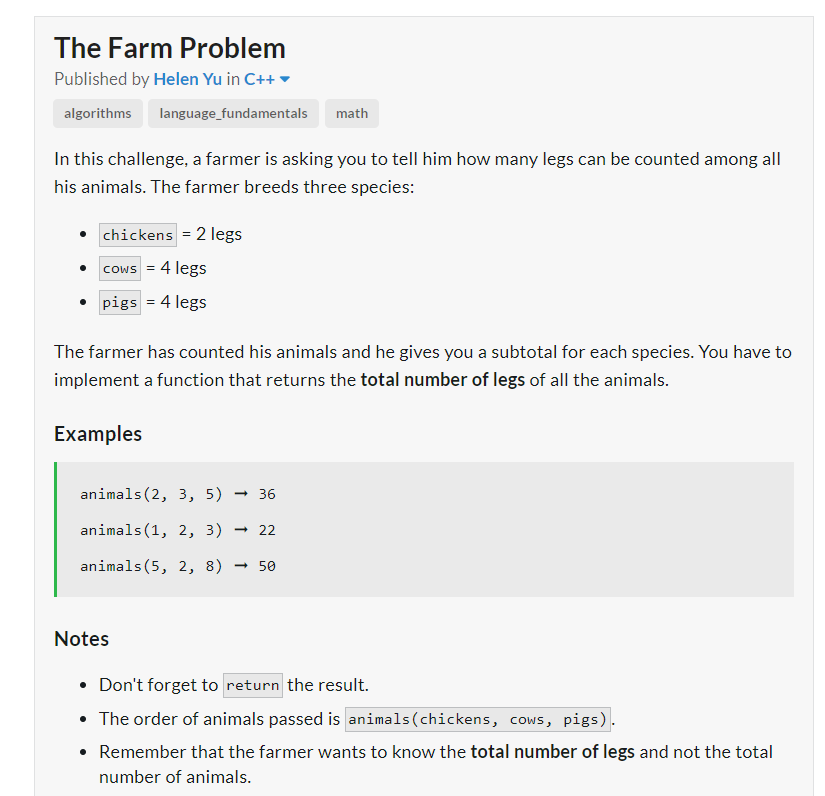 The Farm Problem
Published by Helen Yu in C++
algorithms language_fundamentals math
In this challenge, a farmer is asking you to tell him how many legs can be counted among all
his animals. The farmer breeds three species:
• chickens = 2 legs
• cows = 4 legs
• pigs = 4 legs
The farmer has counted his animals and he gives you a subtotal for each species. You have to
implement a function that returns the total number of legs of all the animals.
Examples
animals(2, 3, 5) ➞ 36
animals(1, 2, 3) ➞ 22
animals(5, 2, 8) ➞ 50
Notes
• Don't forget to return the result.
• The order of animals passed is animals(chickens, cows, pigs).
• Remember that the farmer wants to know the total number of legs and not the total
number of animals.